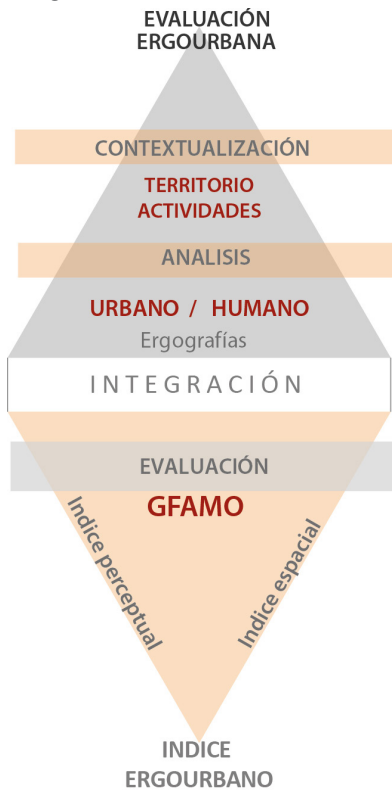 EVALUACIÓN
ERGOURBANA
CONTEXTUALIZACIÓN
TERRITORIO
ACTIVIDADES
ANALISIS
URBANO / HUMANO
Ergografías
INTEGRACIÓN
EVALUACIÓN
GFAMO
Indice perceptual
Indice espacial
INDICE
ERGOURBANO